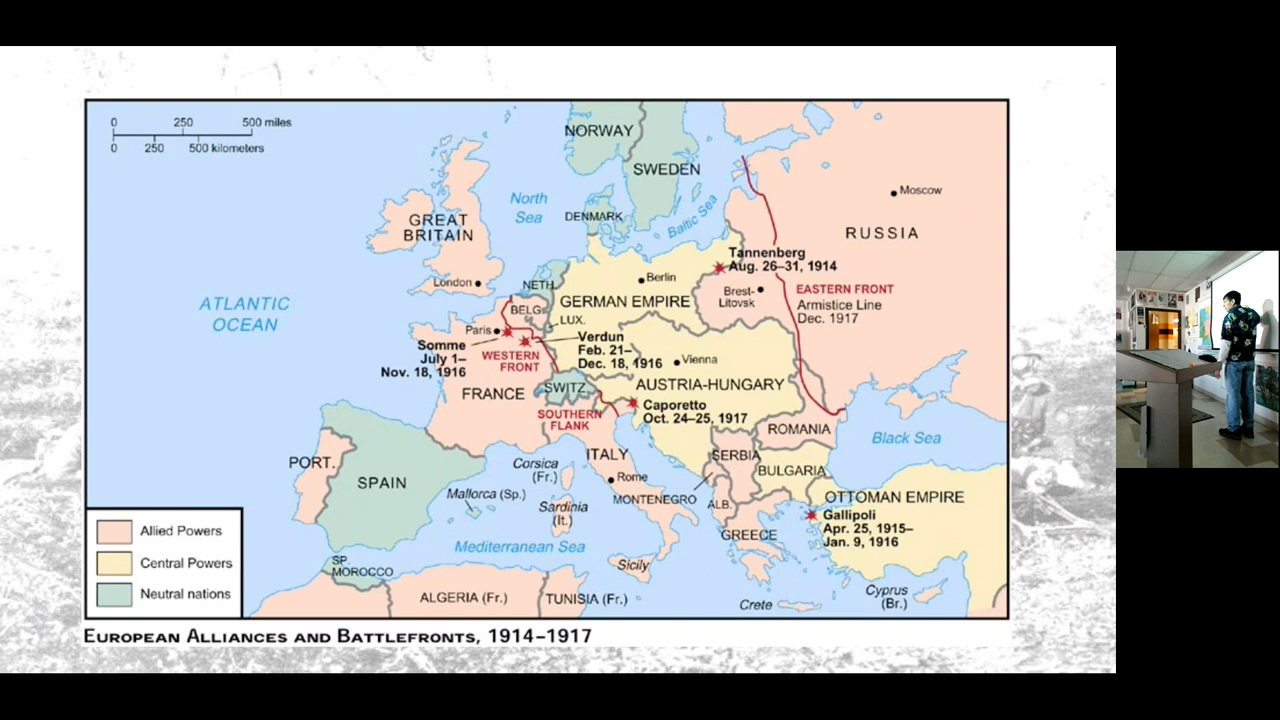 0 250 500 miles
0 250 500 kilometers
NORWAY
SWEDEN
North
Sea
DENMARK
Baltic Sea
Moscow
GREAT
BRITAIN
RUSSIA
Tannenberg
Aug. 26–31, 1914
London
NETH.
Berlin
Brest-
Litovsk
EASTERN FRONT
Armistice Line
Dec. 1917
ATLANTIC
OCEAN
BELG.
GERMAN EMPIRE
LUX.
Paris
Somme
July 1–
Nov. 18, 1916
WESTERN
FRONT
Verdun
Feb. 21–
Dec. 18, 1916
Vienna
FRANCE
SWITZ.
AUSTRIA-HUNGARY
SOUTHERN
FLANK
Caporetto
Oct. 24–25, 1917
ROMANIA
Black Sea
PORT.
SPAIN
Corsica
(Fr.)
ITALY
Rome
SERBIA
BULGARIA
Mallorca (Sp.)
Sardinia
(It.)
MONTENEGRO
ALB.
OTTOMAN EMPIRE
Gallipoli
Apr. 25, 1915–
Jan. 9, 1916
GREECE
Mediterranean Sea
Sicily
SP.
MOROCCO
ALGERIA (Fr.)
TUNISIA (Fr.)
Crete
Cyprus
(Br.)
Allied Powers
Central Powers
Neutral nations
EUROPEAN ALLIANCES AND BATTLEFRONTS, 1914–1917